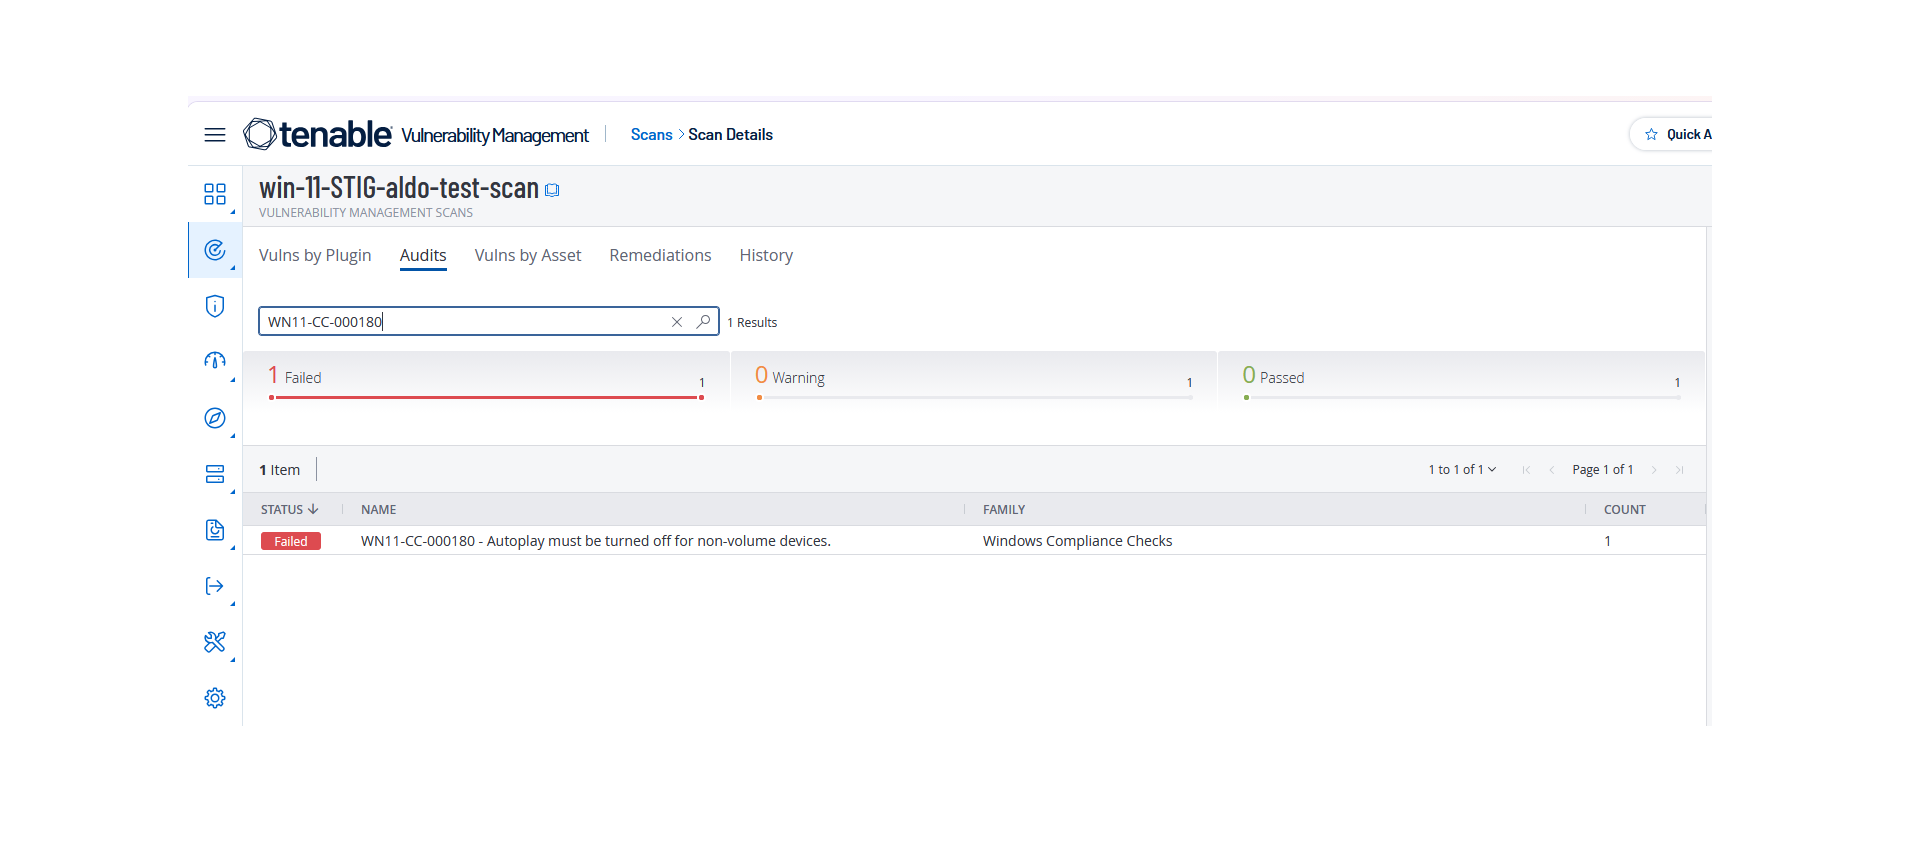 tenable Vulnerability Management Scans > Scan Details Quick A
win-11-STIG-aldo-test-scan
VULNERABILITY MANAGEMENT SCANS
Vulns by Plugin Audits Vulns by Asset Remediations History
WN11-CC-000180 1 Results
1 Failed 1 0 Warning 1 0 Passed 1
1 Item 1 to 1 of 1 Page 1 of 1
STATUS NAME FAMILY COUNT
Failed WN11-CC-000180 - Autoplay must be turned off for non-volume devices. Windows Compliance Checks 1